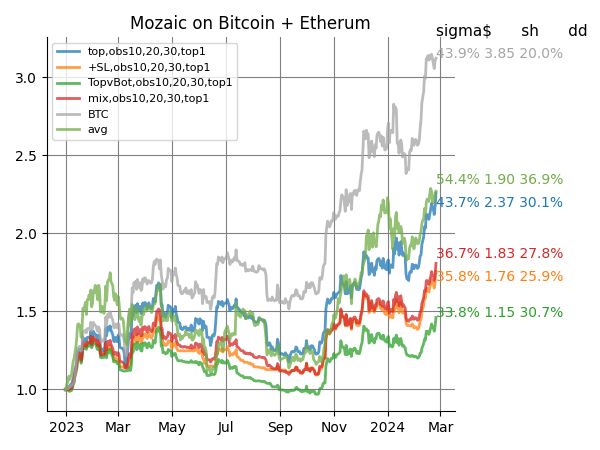 Mozaic on Bitcoin + Etherum
sigma$ sh dd
top,obs10,20,30,top1
+SL,obs10,20,30,top1
TopvBot,obs10,20,30,top1
mix,obs10,20,30,top1
BTC
avg
43.9% 3.85 20.0%
54.4% 1.90 36.9%
43.7% 2.37 30.1%
36.7% 1.83 27.8%
35.8% 1.76 25.9%
33.8% 1.15 30.7%
3.0
2.5
2.0
1.5
1.0
2023 Mar May Jul Sep Nov 2024 Mar